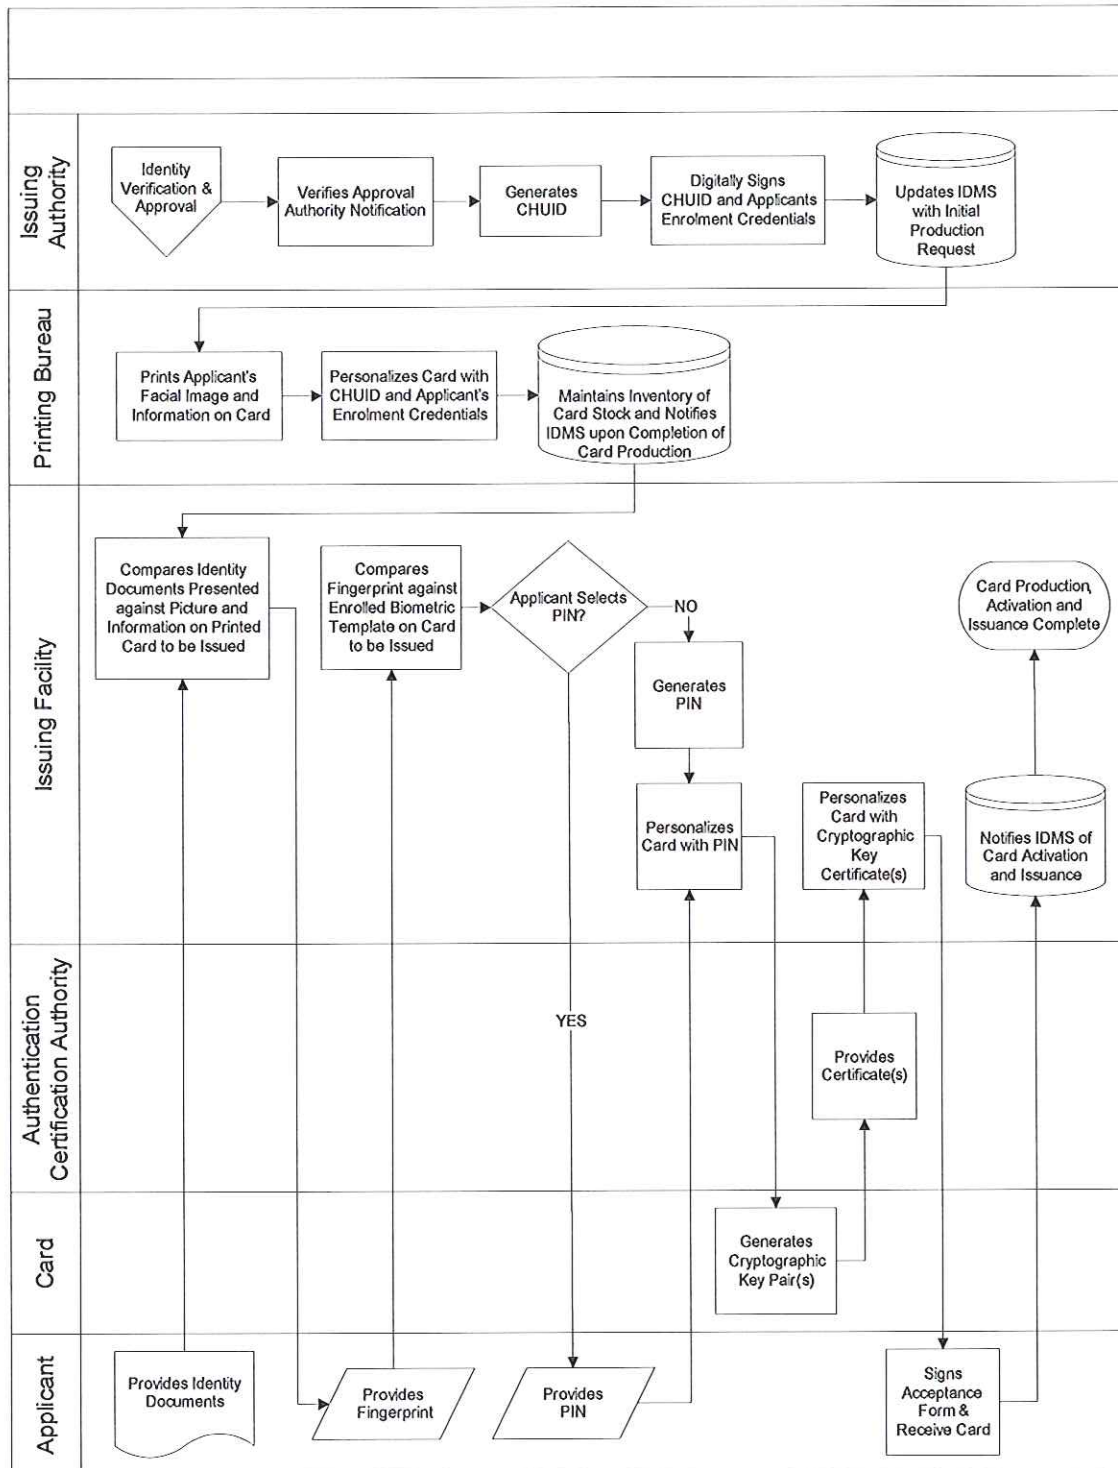 Issuing
Authority
Identity
Verification &
Approval
Verifies Approval
Authority Notification
Generates
CHUID
Digitally Signs
CHUID and Applicants
Enrolment Credentials
Updates IDMS
with Initial
Production
Request
Printing Bureau
Prints Applicant's
Facial Image and
Information on Card
Personalizes Card with
CHUID and Applicant's
Enrolment Credentials
Maintains Inventory of
Card Stock and Notifies
IDMS upon Completion of
Card Production
Issuing Facility
Compares Identity
Documents Presented
against Picture and
Information on Printed
Card to be Issued
Compares
Fingerprint against
Enrolled Biometric
Template on Card
to be Issued
Applicant Selects
PIN?
NO
Generates
PIN
Personalizes
Card with PIN
Personalizes
Card with
Cryptographic
Key
Certificate(s)
Card Production,
Activation and
Issuance Complete
Notifies IDMS of
Card Activation
and Issuance
Authentication
Certification Authority
YES
Provides
Certificate(s)
Card
Generates
Cryptographic
Key Pair(s)
Applicant
Provides Identity
Documents
Provides
Fingerprint
Provides
PIN
Signs
Acceptance
Form &
Receive Card